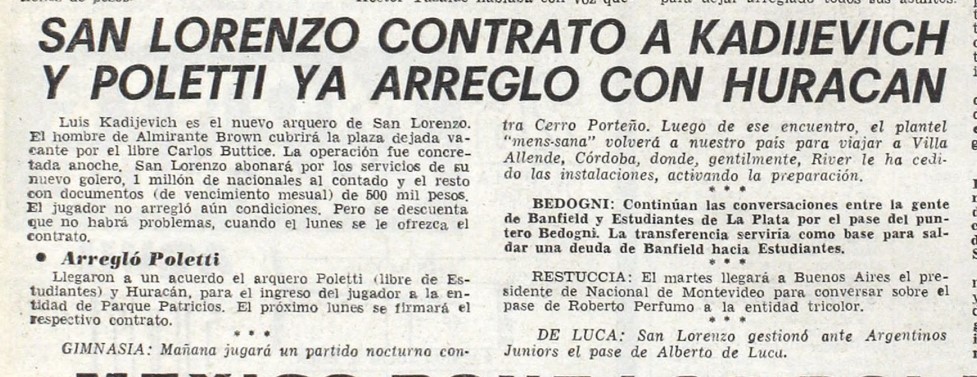 SAN LORENZO CONTRATO A KADIJEVICH
Y POLETTI YA ARREGLO CON HURACAN
Luis Kadijevich es el nuevo arquero de San Lorenzo.
El hombre de Almirante Brown cubrirá la plaza dejada va-
cante por el libre Carlos Buttice. La operación fue concre-
tada anoche. San Lorenzo abonará por los servicios de su
nuevo golero, 1 millón de nacionales al contado y el resto
con documentos (de vencimiento mesual) de 500 mil pesos.
El jugador no arregló aún condiciones. Pero se descuenta
que no habrá problemas, cuando el lunes se le ofrezca el
contrato.
• Arregló Poletti
Llegaron a un acuerdo el arquero Poletti (libre de Es-
tudiantes) y Huracán, para el ingreso del jugador a la en-
tidad de Parque Patricios. El próximo lunes se firmará el
respectivo contrato.
* * *
GIMNASIA: Mañana jugará un partido nocturno con-
tra Cerro Porteño. Luego de ese encuentro, el plantel
"mens-sana" volverá a nuestro país para viajar a Villa
Allende, Córdoba, donde, gentilmente, River le ha cedi-
do las instalaciones, activando la preparación.
* * *
BEDOGNI: Continúan las conversaciones entre la gente
de Banfield y Estudiantes de La Plata por el pase del pun-
tero Bedogni. La transferencia serviría como base para sal-
dar una deuda de Banfield hacia Estudiantes.
* * *
RESTUCCIA: El martes llegará a Buenos Aires el pre-
sidente de Nacional de Montevideo para conversar sobre el
pase de Roberto Perfumo a la entidad tricolor.
* * *
DE LUCA: San Lorenzo gestionó ante Argentinos
Juniors el pase de Alberto de Luca.